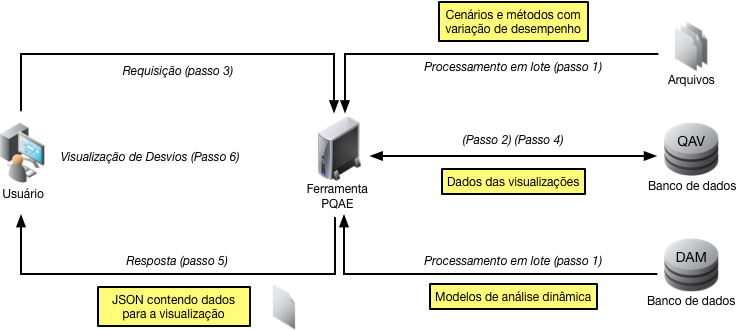 Cenários e métodos com
variação de desempenho
Requisição (passo 3)
Processamento em lote (passo 1)
Arquivos
Visualização de Desvios (Passo 6)
(Passo 2) (Passo 4)
QAV
Usuário
Ferramenta
PQAE
Dados das visualizações
Banco de dados
Resposta (passo 5)
Processamento em lote (passo 1)
DAM
JSON contendo dados
para a visualização
Modelos de análise dinâmica
Banco de dados